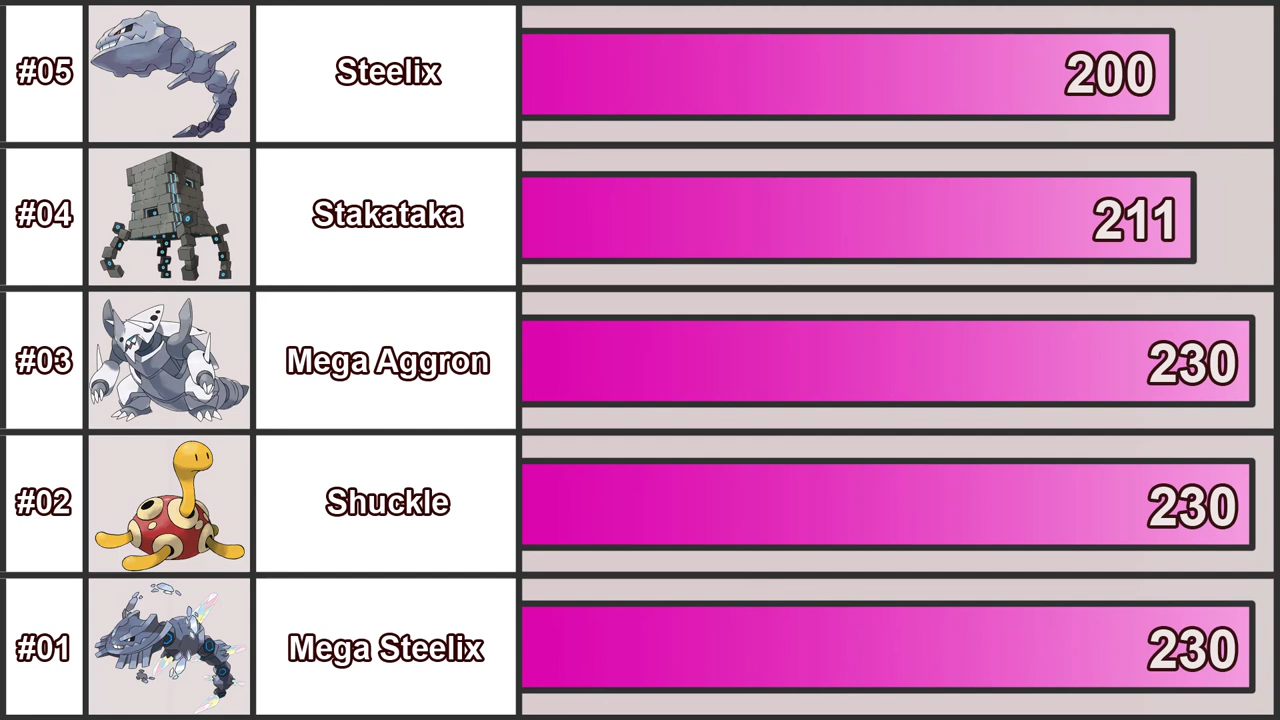 #05 Steelix 200
#04 Stakataka 211
#03 Mega Aggron 230
#02 Shuckle 230
#01 Mega Steelix 230